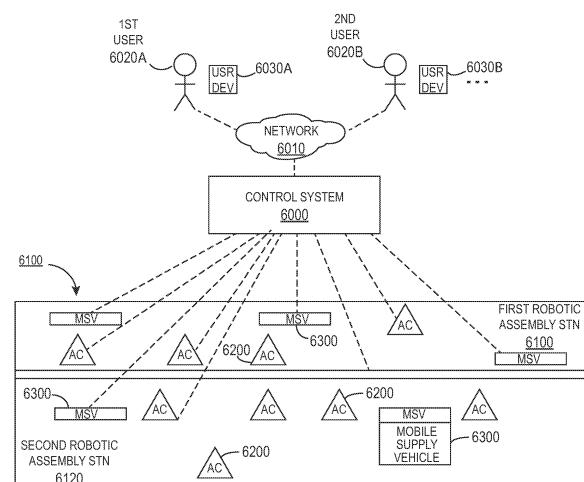 1ST
USER
6020A
USR
DEV
6030A
2ND
USER
6020B
USR
DEV
6030B
NETWORK
6010
CONTROL SYSTEM
6000
6100
MSV
AC
AC
6200
AC
MSV
6300
AC
FIRST ROBOTIC
ASSEMBLY STN
6100
MSV
6300
MSV
AC
AC
AC
6200
AC
MSV
MOBILE
SUPPLY
VEHICLE
6300
SECOND ROBOTIC
ASSEMBLY STN
6120
AC
6200